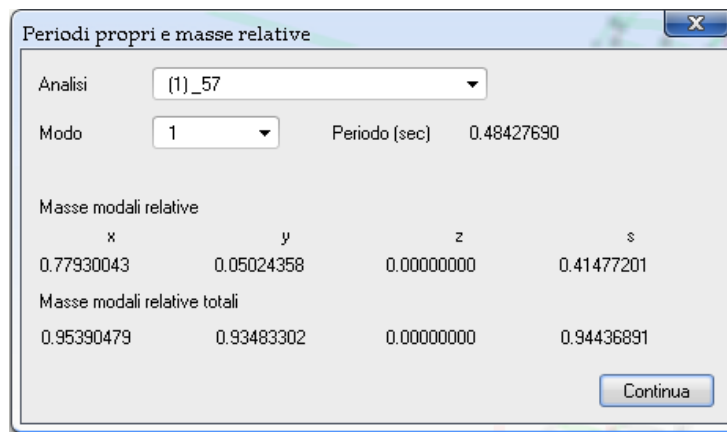 Periodi propri e masse relative
Analisi (1)_57
Modo 1 Periodo (sec) 0.48427690
Masse modali relative
x y z s
0.77930043 0.05024358 0.00000000 0.41477201
Masse modali relative totali
0.95390479 0.93483302 0.00000000 0.94436891
Continua